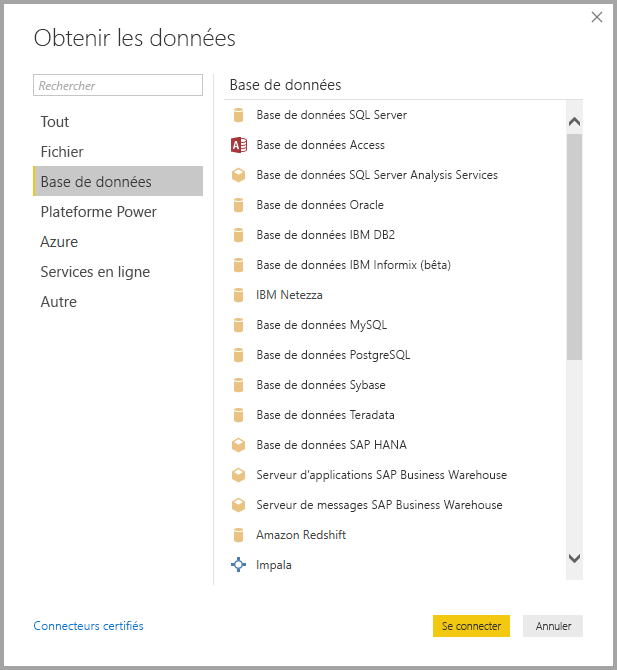 Obtenir les données
Rechercher
Tout
Fichier
Base de données
Plateforme Power
Azure
Services en ligne
Autre
Base de données
Base de données SQL Server
A
Base de données Access
Base de données SQL Server Analysis Services
Base de données Oracle
Base de données IBM DB2
Base de données IBM Informix (bêta)
IBM Netezza
Base de données MySQL
Base de données PostgreSQL
Base de données Sybase
Base de données Teradata
Base de données SAP HANA
Serveur d'applications SAP Business Warehouse
Serveur de messages SAP Business Warehouse
Amazon Redshift
Impala
Connecteurs certifiés
Se connecter
Annuler